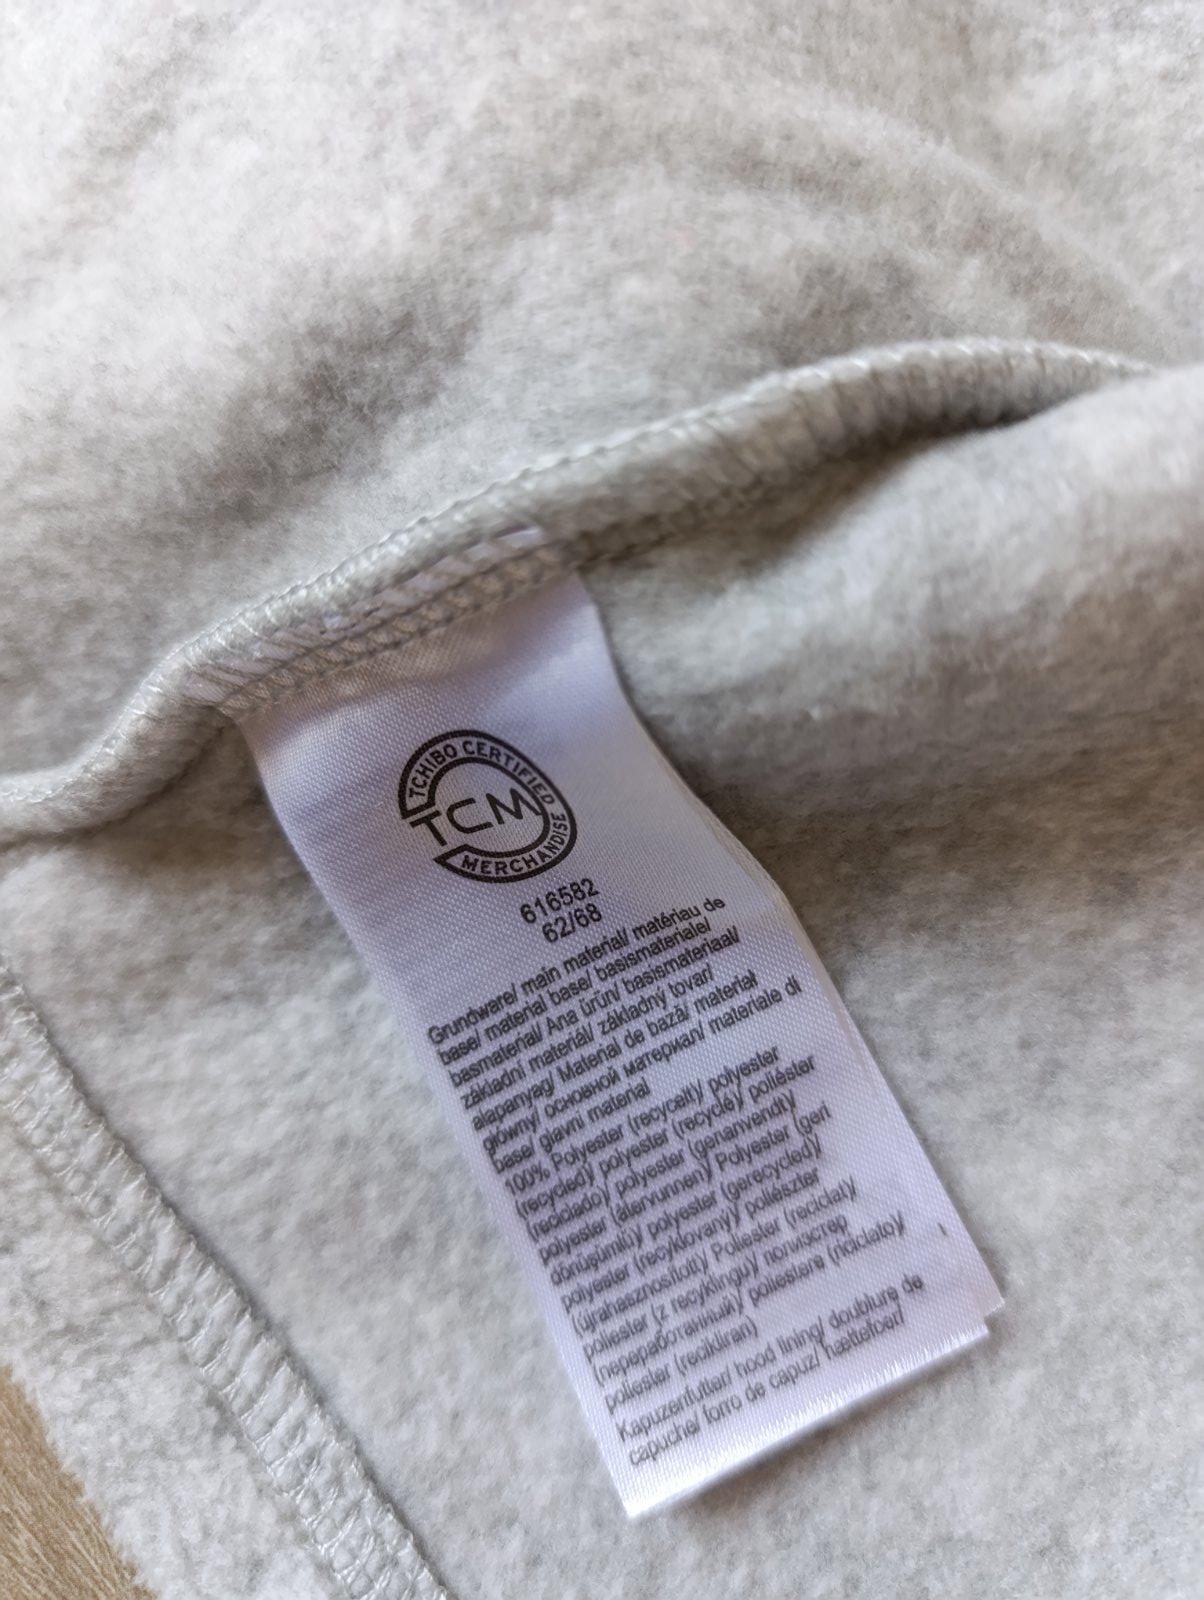 TCHIBO CERTIFIED
TCM
MERCHANDISE
616582
62/68
Grundware/ main material/ matériau de
base/ material base/ basismateriale/
basmaterial/ Ana ürün/ basismateriaal/
základní materiál/ základný tovar/
alapanyag/ Material de bază/ materiał
główny/ основной материал/ materiale di
base/ glavni material
100% Polyester (recycelt)/ polyester
(recycled)/ polyester (recyclé)/ poliéster
(reciclado)/ polyester (genanvendt)/
polyester (återvunnen)/ Polyester (geri
dönüşümlü)/ polyester (gerecycled)/
polyester (recyklovaný)/ poliészter
(újrahasznosított)/ Poliester (reciclat)/
poliester (z recyklingu)/ полиэстер
(переработанный)/ poliestere (riciclato)/
poliester (recikliran)
Kapuzenfutter/ hood lining/ doublure de
capuche/ forro de capuz/ hættefoer/